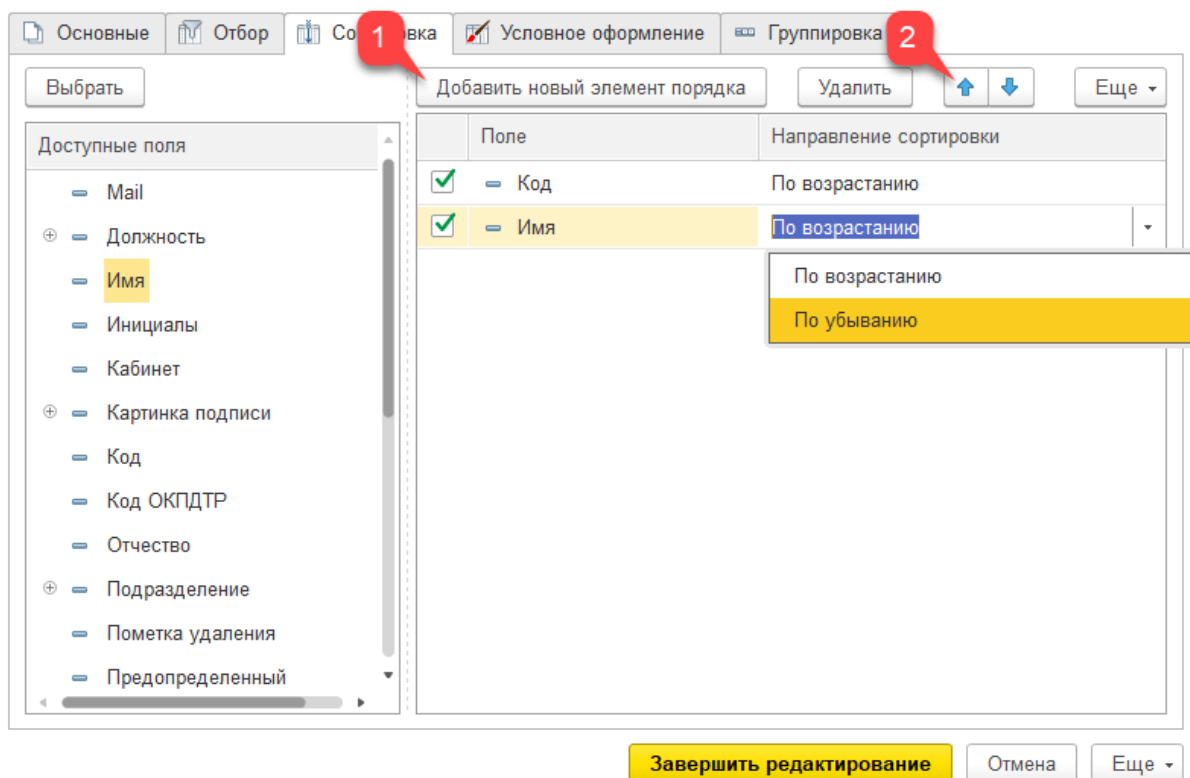 Основные Отбор Со вка Условное оформление Группировка
1 2
Выбрать Добавить новый элемент порядка Удалить Еще
Доступные поля Поле Направление сортировки
Mail
Должность
Имя
Инициалы
Кабинет
Картинка подписи
Код
Код ОКПДТР
Отчество
Подразделение
Пометка удаления
Предопределенный
Код По возрастанию
Имя По возрастанию
По возрастанию
По убыванию
Завершить редактирование Отмена Еще